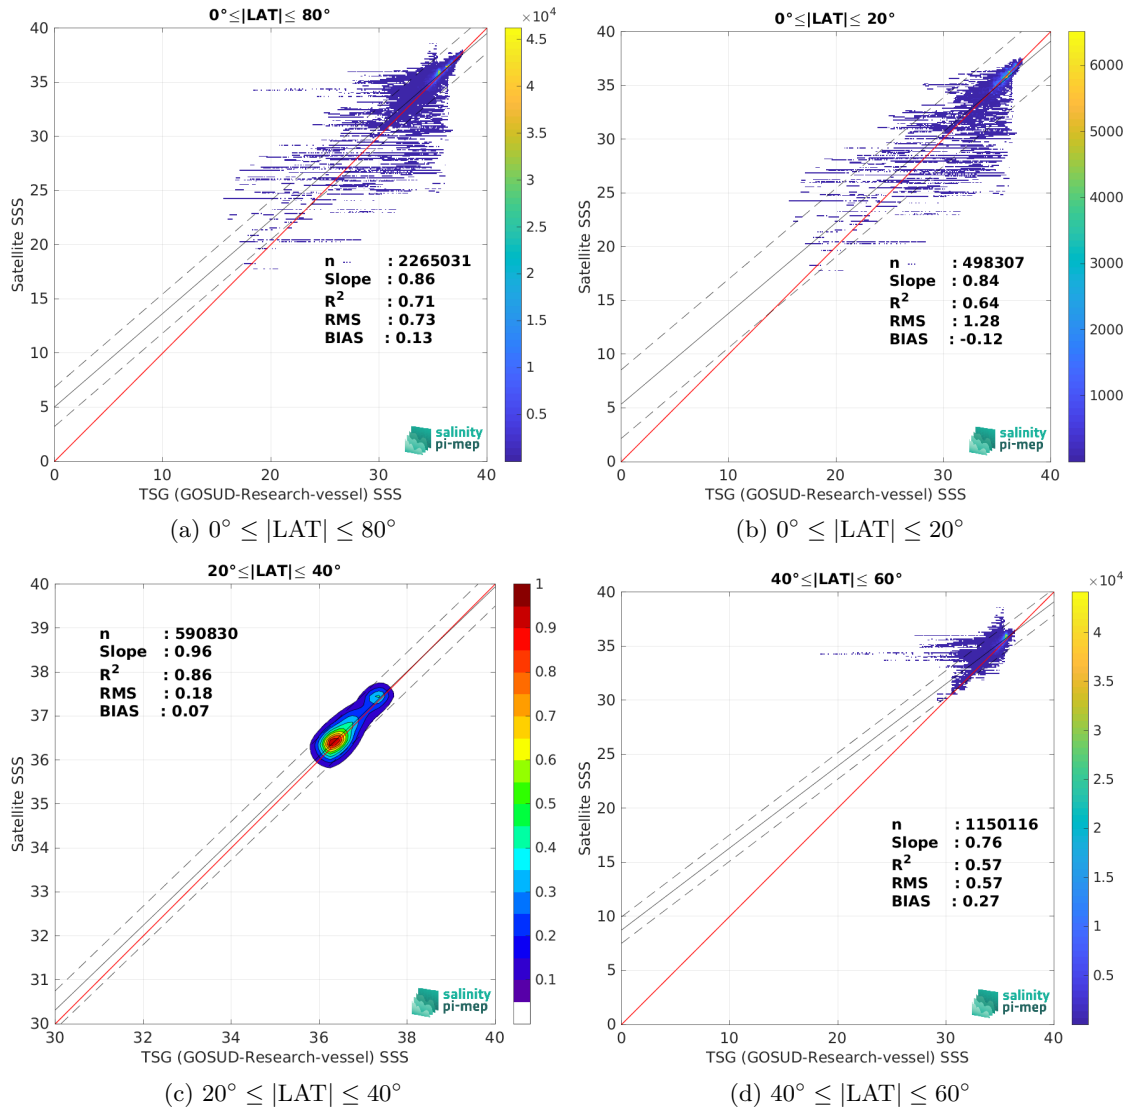 0°≤|LAT|≤ 80°
×10⁴
40
35
30
25
20
15
10
5
0
0
10
20
30
40
Satellite SSS
TSG (GOSUD-Research-vessel) SSS
n : 2265031
Slope : 0.86
R² : 0.71
RMS : 0.73
BIAS : 0.13
salinity
pi-mep
4.5
4
3.5
3
2.5
2
1.5
1
0.5
(a) 0° ≤ |LAT| ≤ 80°
0°≤|LAT|≤ 20°
40
35
30
25
20
15
10
5
0
0
10
20
30
40
Satellite SSS
TSG (GOSUD-Research-vessel) SSS
n : 498307
Slope : 0.84
R² : 0.64
RMS : 1.28
BIAS : -0.12
salinity
pi-mep
6000
5000
4000
3000
2000
1000
(b) 0° ≤ |LAT| ≤ 20°
20°≤|LAT|≤ 40°
40
39
38
37
36
35
34
33
32
31
30
30
32
34
36
38
40
Satellite SSS
TSG (GOSUD-Research-vessel) SSS
n : 590830
Slope : 0.96
R² : 0.86
RMS : 0.18
BIAS : 0.07
salinity
pi-mep
1
0.9
0.8
0.7
0.6
0.5
0.4
0.3
0.2
0.1
(c) 20° ≤ |LAT| ≤ 40°
40°≤|LAT|≤ 60°
×10⁴
40
35
30
25
20
15
10
5
0
0
10
20
30
40
Satellite SSS
TSG (GOSUD-Research-vessel) SSS
n : 1150116
Slope : 0.76
R² : 0.57
RMS : 0.57
BIAS : 0.27
salinity
pi-mep
4
3.5
3
2.5
2
1.5
1
0.5
(d) 40° ≤ |LAT| ≤ 60°